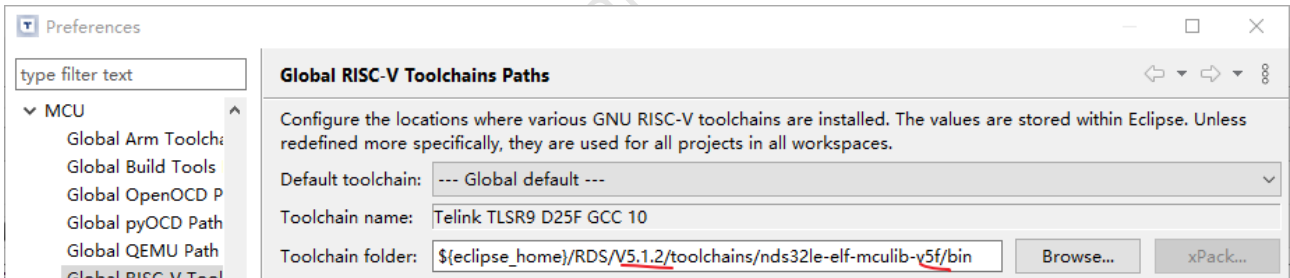 Preferences
type filter text
Global RISC-V Toolchains Paths
MCU
Global Arm Toolcha
Global Build Tools
Global OpenOCD P
Global pyOCD Path
Global QEMU Path
Configure the locations where various GNU RISC-V toolchains are installed. The values are stored within Eclipse. Unless
redefined more specifically, they are used for all projects in all workspaces.
Default toolchain: --- Global default ---
Toolchain name: Telink TLSR9 D25F GCC 10
Toolchain folder: ${eclipse_home}/RDS/V5.1.2/toolchains/nds32le-elf-mculib-v5f/bin Browse... xPack...